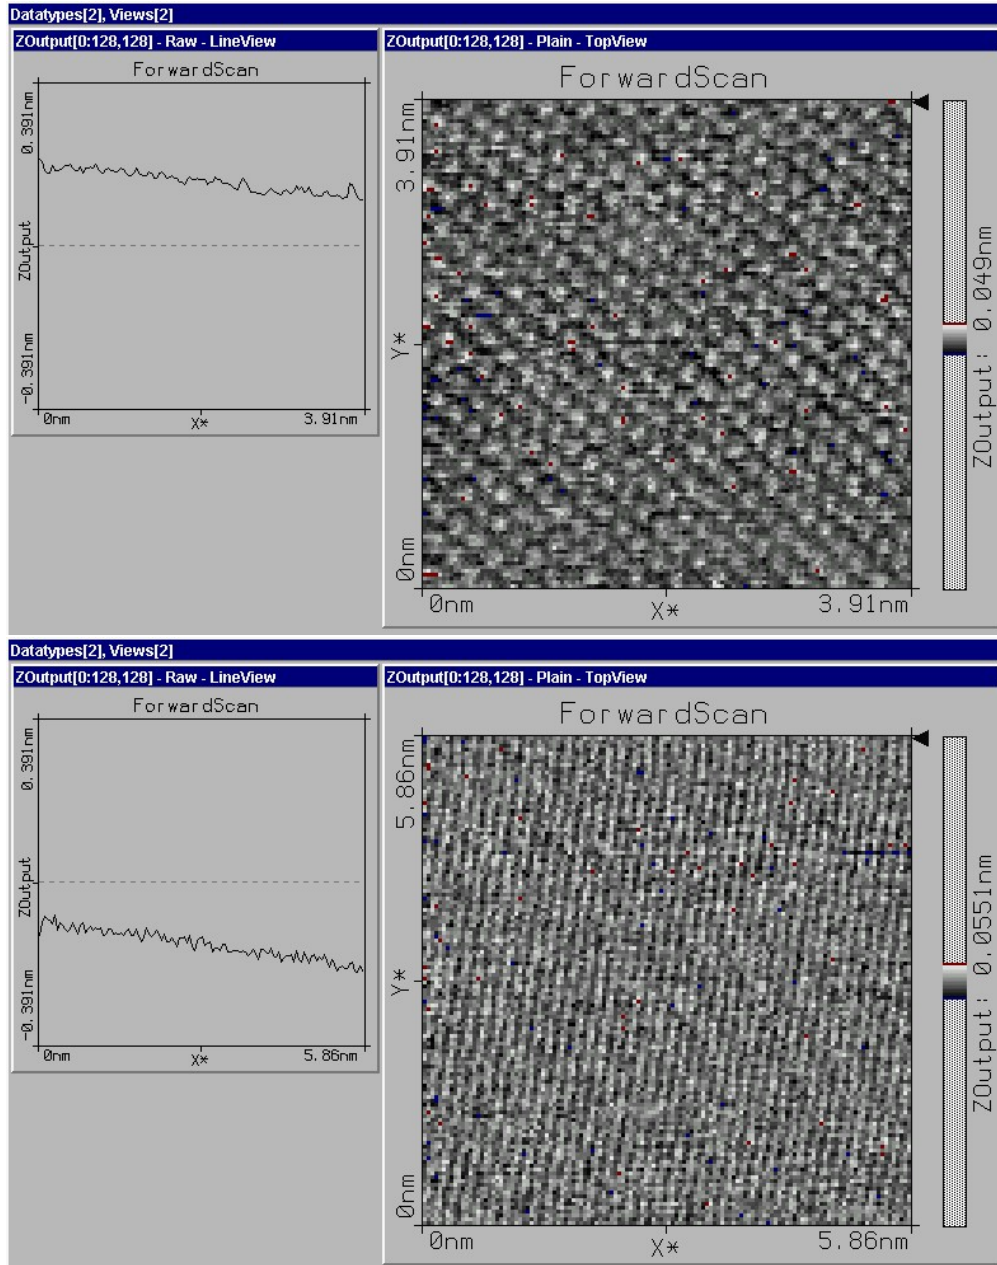 Datatypes[2], Views[2]
ZOutput[0:128,128] - Raw - LineView
ForwardScan
0.391nm
ZOutput
-0.391nm
0nm
X*
3.91nm
ZOutput[0:128,128] - Plain - TopView
ForwardScan
3.91nm
Y*
0nm
0nm
X*
3.91nm
ZOutput: 0.049nm
Datatypes[2], Views[2]
ZOutput[0:128,128] - Raw - LineView
ForwardScan
0.391nm
ZOutput
-0.391nm
0nm
X*
5.86nm
ZOutput[0:128,128] - Plain - TopView
ForwardScan
5.86nm
Y*
0nm
0nm
X*
5.86nm
ZOutput: 0.0551nm